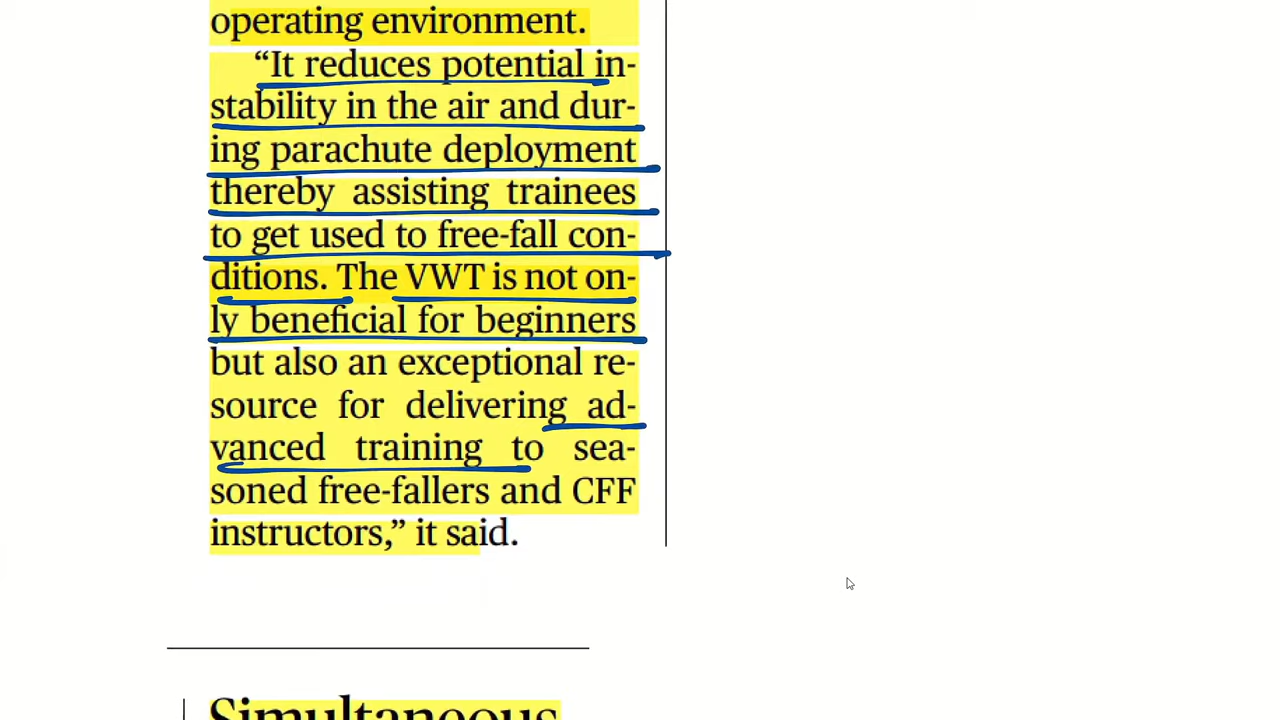 operating environment.
“It reduces potential in-
stability in the air and dur-
ing parachute deployment
thereby assisting trainees
to get used to free-fall con-
ditions. The VWT is not on-
ly beneficial for beginners
but also an exceptional re-
source for delivering ad-
vanced training to sea-
soned free-fallers and CFF
instructors,” it said.
Simultaneous